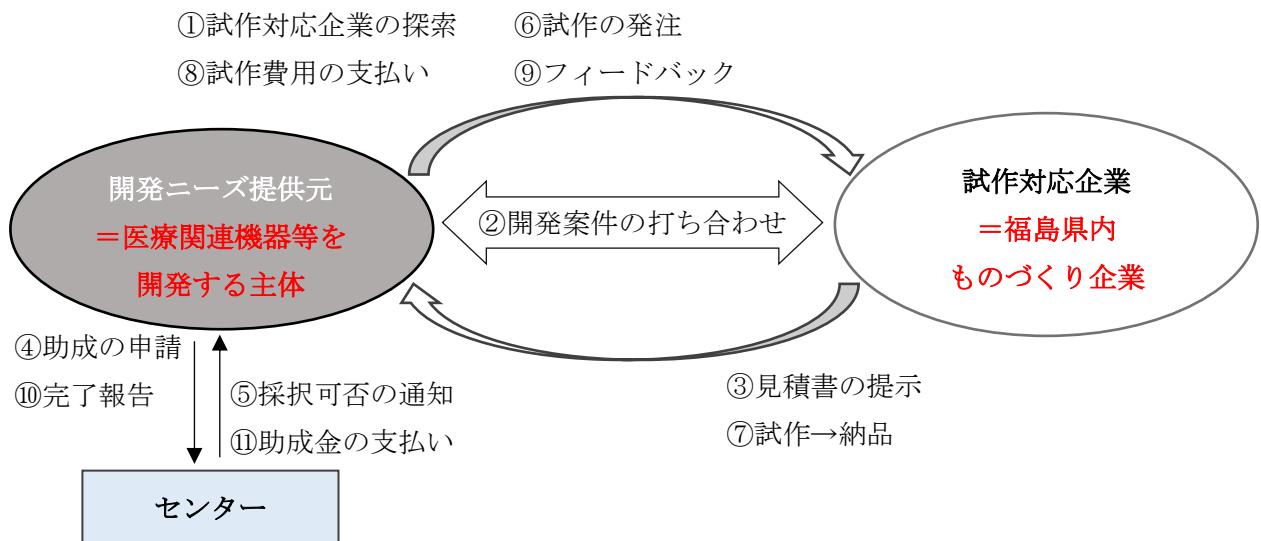 ①試作対応企業の探索
⑥試作の発注
⑧試作費用の支払い
⑨フィードバック
開発ニーズ提供元
＝医療関連機器等を
開発する主体
②開発案件の打ち合わせ
試作対応企業
＝福島県内
ものづくり企業
④助成の申請
⑩完了報告
⑤採択可否の通知
⑪助成金の支払い
③見積書の提示
⑦試作→納品
センター